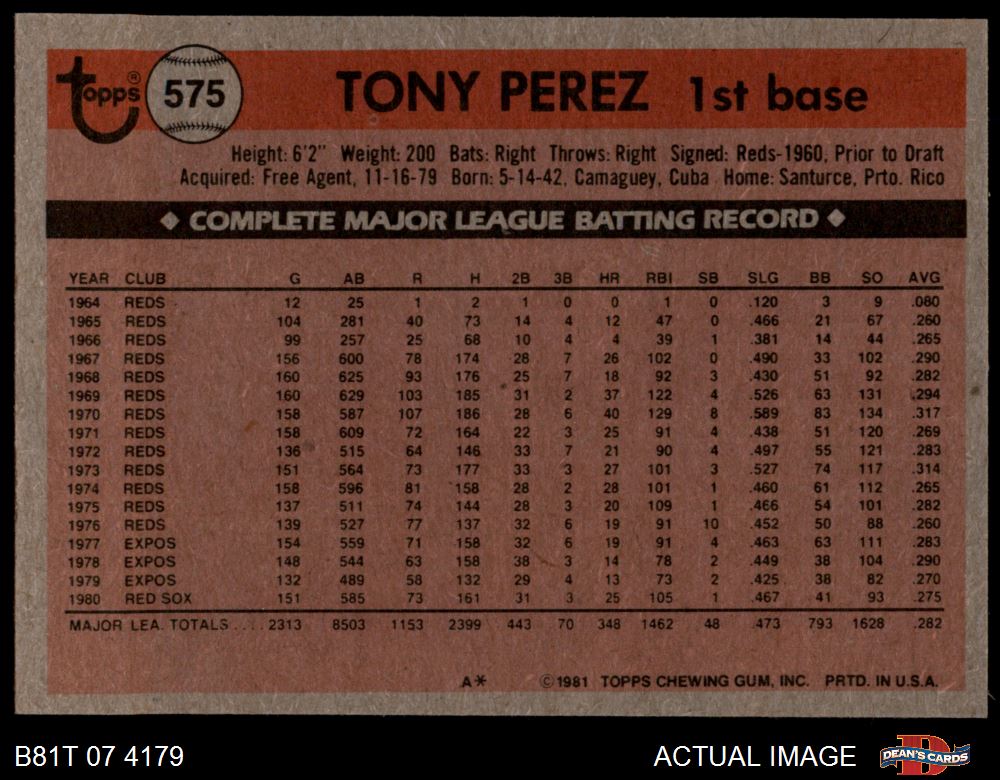 topps® 575 TONY PEREZ 1st base
Height: 6'2" Weight: 200 Bats: Right Throws: Right Signed: Reds-1960, Prior to Draft
Acquired: Free Agent, 11-16-79 Born: 5-14-42, Camaguey, Cuba Home: Santurce, Prto. Rico
◆ COMPLETE MAJOR LEAGUE BATTING RECORD ◆
YEAR CLUB G AB R H 2B 3B HR RBI SB SLG BB SO AVG
1964 REDS 12 25 1 2 1 0 0 1 0 .120 3 9 .080
1965 REDS 104 281 40 73 14 4 12 47 0 .466 21 67 .260
1966 REDS 99 257 25 68 10 4 4 39 1 .381 14 44 .265
1967 REDS 156 600 78 174 28 7 26 102 0 .490 33 102 .290
1968 REDS 160 625 93 176 25 7 18 92 3 .430 51 92 .282
1969 REDS 160 629 103 185 31 2 37 122 4 .526 63 131 .294
1970 REDS 158 587 107 186 28 6 40 129 8 .589 83 134 .317
1971 REDS 158 609 72 164 22 3 25 91 4 .438 51 120 .269
1972 REDS 136 515 64 146 33 7 21 90 4 .497 55 121 .283
1973 REDS 151 564 73 177 33 3 27 101 3 .527 74 117 .314
1974 REDS 158 596 81 158 28 2 28 101 1 .460 61 112 .265
1975 REDS 137 511 74 144 28 3 20 109 1 .466 54 101 .282
1976 REDS 139 527 77 137 32 6 19 91 10 .452 50 88 .260
1977 EXPOS 154 559 71 158 32 6 19 91 4 .463 63 111 .283
1978 EXPOS 148 544 63 158 38 3 14 78 2 .449 38 104 .290
1979 EXPOS 132 489 58 132 29 4 13 73 2 .425 38 82 .270
1980 RED SOX 151 585 73 161 31 3 25 105 1 .467 41 93 .275
MAJOR LEA. TOTALS .... 2313 8503 1153 2399 443 70 348 1462 48 .473 793 1628 .282
A* ©1981 TOPPS CHEWING GUM, INC. PRTD. IN U.S.A.
B81T 07 4179 ACTUAL IMAGE DEAN'S CARDS